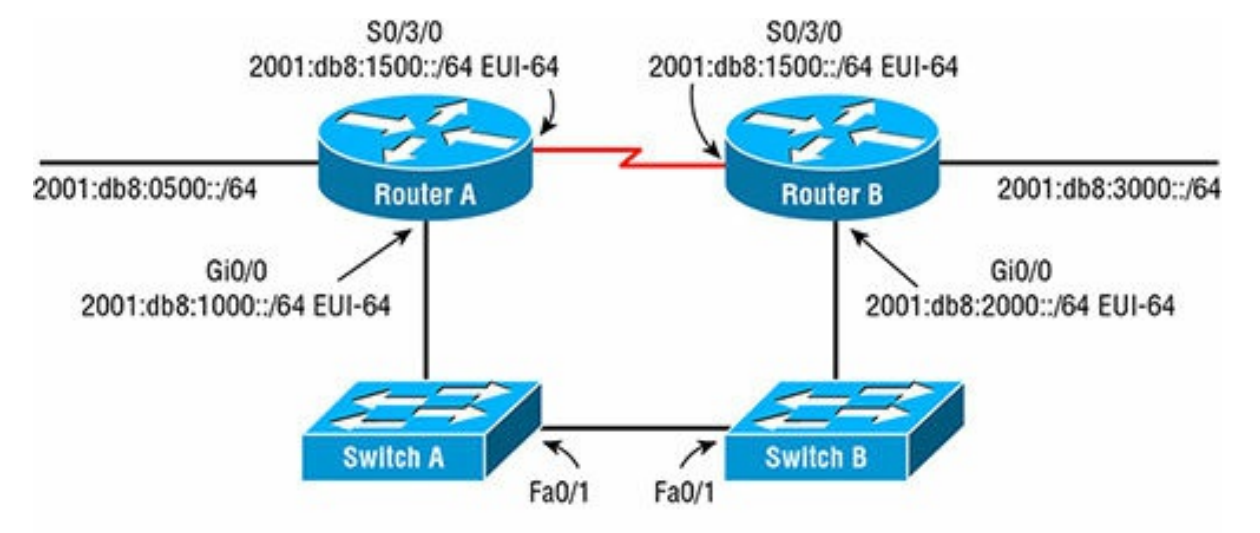 S0/3/0
2001:db8:1500::/64 EUI-64
S0/3/0
2001:db8:1500::/64 EUI-64
Router A
Router B
2001:db8:0500::/64
2001:db8:3000::/64
Gi0/0
2001:db8:1000::/64 EUI-64
Gi0/0
2001:db8:2000::/64 EUI-64
Switch A
Switch B
Fa0/1
Fa0/1